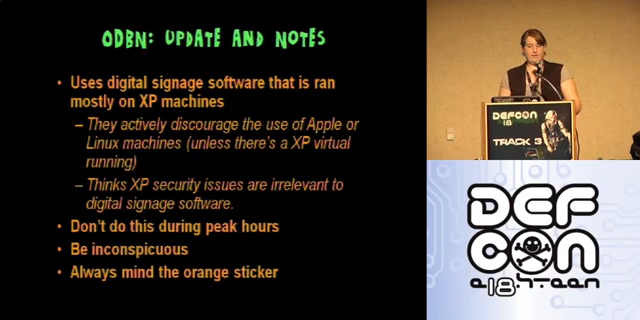 ODBN: UPDATE AND NOTES
• Uses digital signage software that is ran
mostly on XP machines
– They actively discourage the use of Apple or
Linux machines (unless there's a XP virtual
running)
– Thinks XP security issues are irrelevant to
digital signage software.
• Don't do this during peak hours
• Be inconspicuous
• Always mind the orange sticker
DEFCON
18
TRACK 3
DEF
CON
e18h.teen